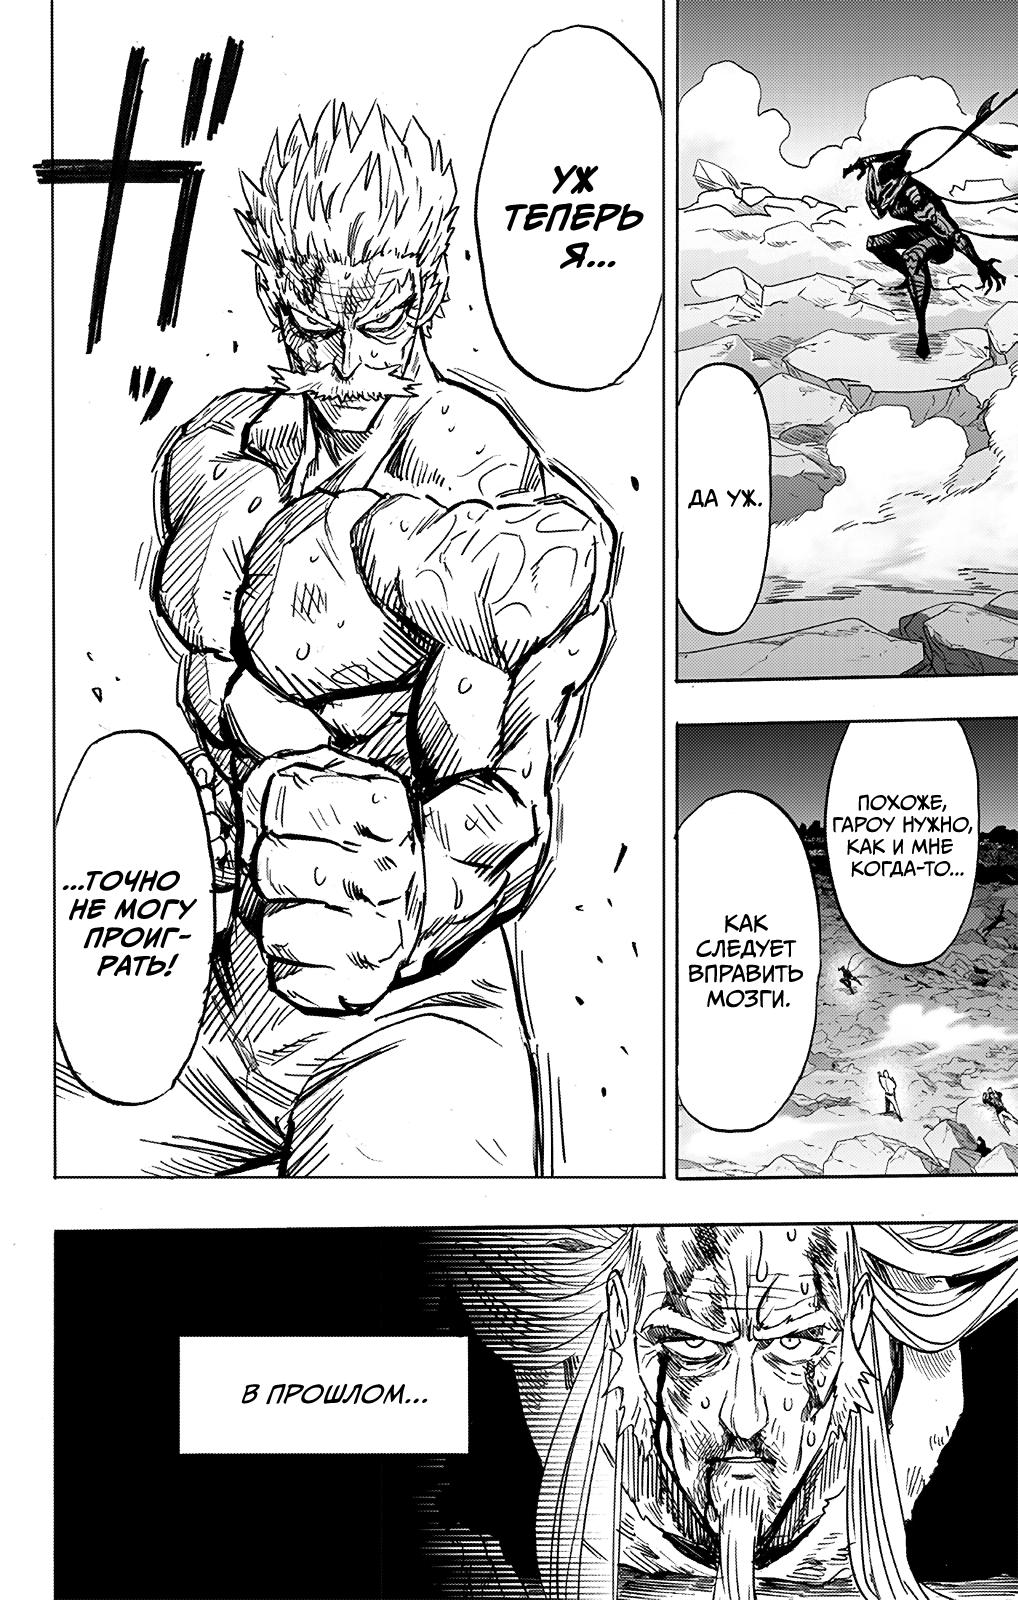 ДА УЖ.
ПОХОЖЕ,
ГАРОУ НУЖНО,
КАК И МНЕ
КОГДА-ТО...
КАК
СЛЕДУЕТ
ВПРАВИТЬ
МОЗГИ.
УЖ
ТЕПЕРЬ
Я...
...ТОЧНО
НЕ МОГУ
ПРОИГ-
РАТЬ!
В ПРОШЛОМ...